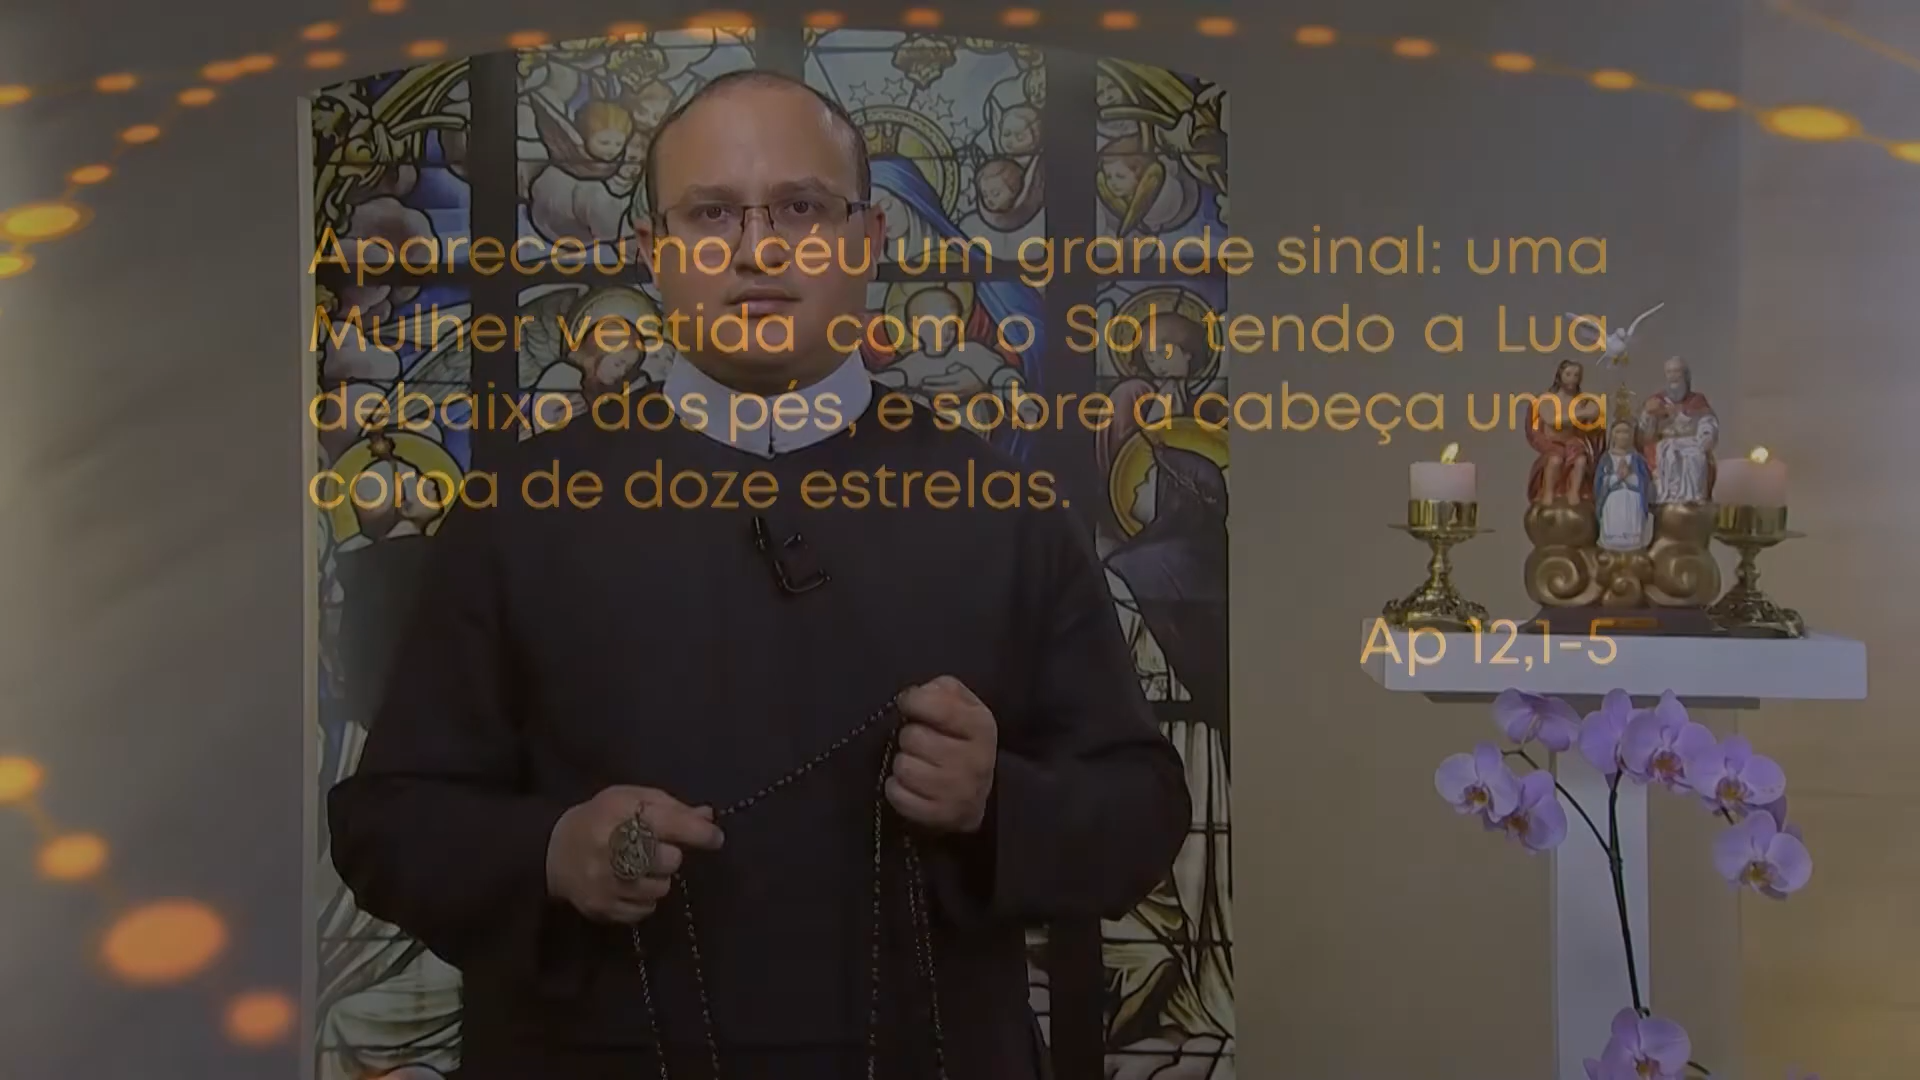 Apareceu no céu um grande sinal: uma
Mulher vestida com o Sol, tendo a Lua
debaixo dos pés, e sobre a cabeça uma
coroa de doze estrelas.
Ap 12,1-5